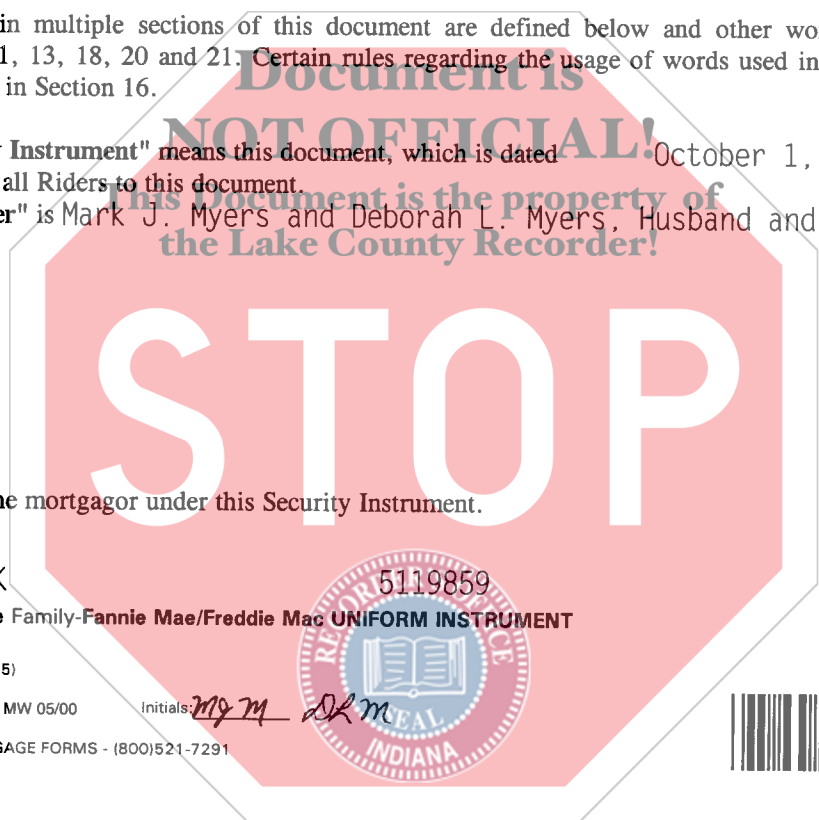 in multiple sections of this document are defined below and other wo
1, 13, 18, 20 and 21. Certain rules regarding the usage of words used in
in Section 16.
Document is
NOT OFFICIAL!
Instrument" means this document, which is dated October 1,
all Riders to this document.
This Document is the property of
er" is Mark J. Myers and Deborah L. Myers, Husband and
the Lake County Recorder!
STOP
he mortgagor under this Security Instrument.
5119859
e Family-Fannie Mae/Freddie Mac UNIFORM INSTRUMENT
5)
MW 05/00 Initials: MJM DLM
GAGE FORMS - (800)521-7291
SEAL
INDIANA